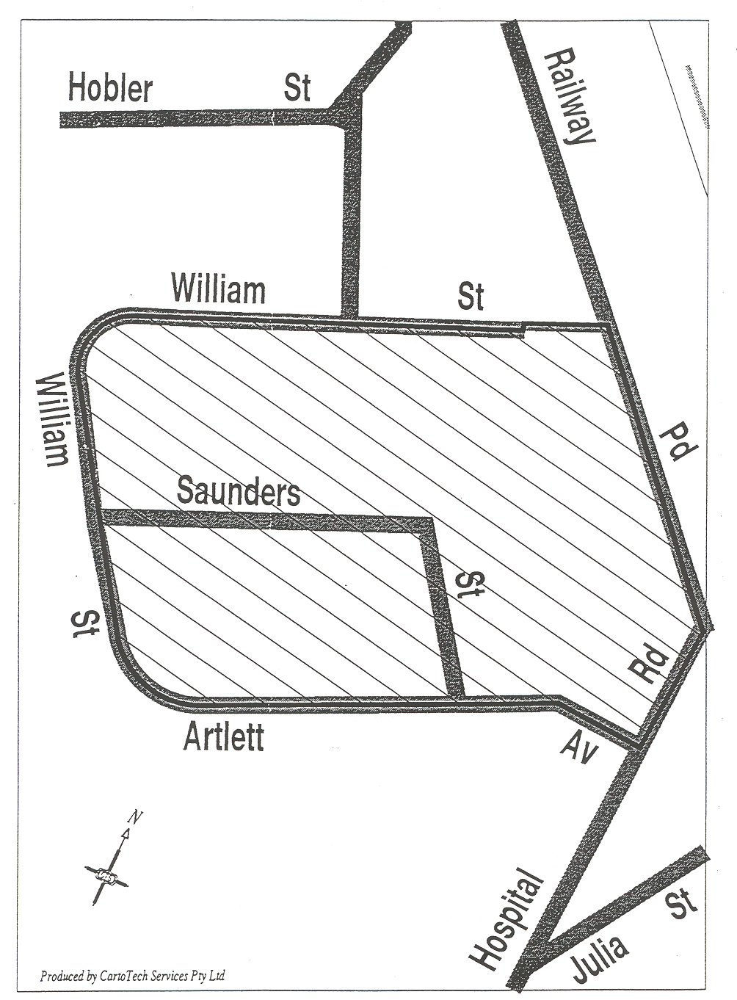 Hobler St
Railway
William St
William
Pd
Saunders
St
St
Rd
Artlett
Av
N
Hospital
St
Julia
Produced by CartoTech Services Pty Ltd